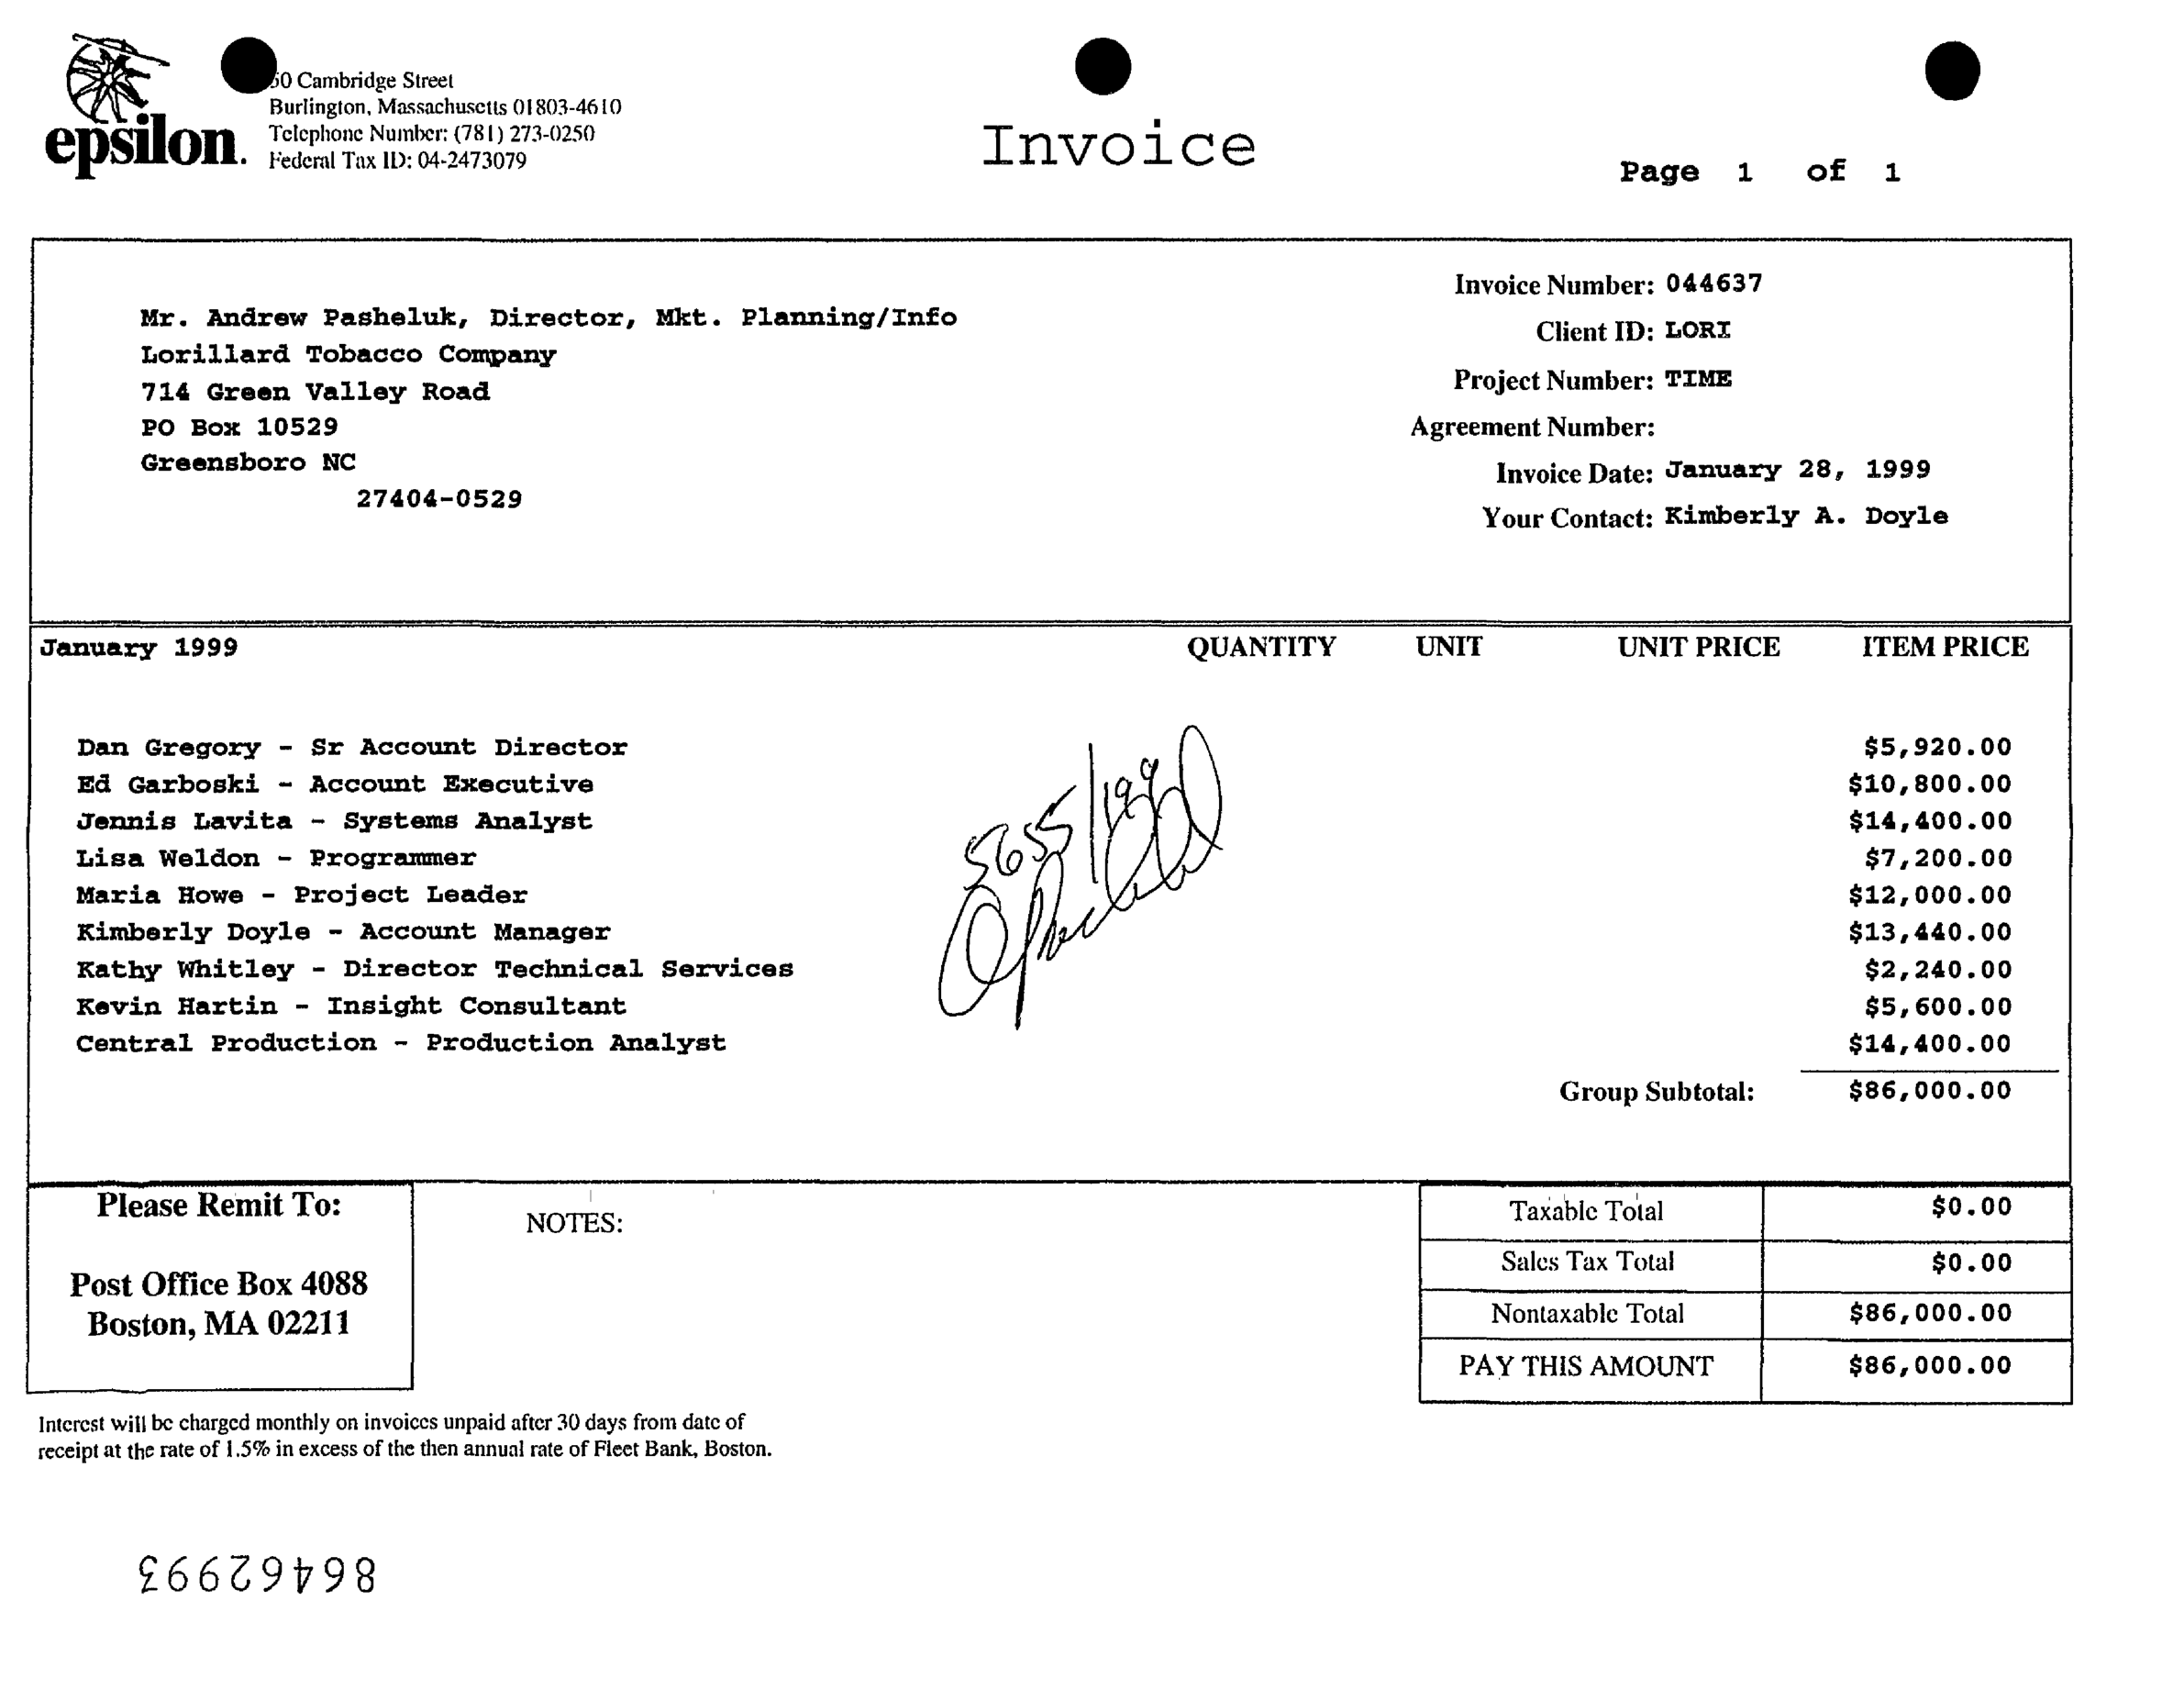 Cambridge Street
Burlington, Massachusetts 01803-4610
Telephone Number: (781) 273-0250
Federal Tax ID: 04-2473079
epsilon.
Invoice
Page 1 of 1
Mr. Andrew Pasheluk, Director, Mkt. Planning/Info
Lorillard Tobacco Company
714 Green Valley Road
PO Box 10529
Greensboro NC
27404-0529
Invoice Number: 044637
Client ID: LORI
Project Number: TIME
Agreement Number:
Invoice Date: January 28, 1999
Your Contact: Kimberly A. Doyle
January 1999 QUANTITY UNIT UNIT PRICE ITEM PRICE
Dan Gregory - Sr Account Director $5,920.00
Ed Garboski - Account Executive $10,800.00
Jennis Lavita - Systems Analyst $14,400.00
Lisa Weldon - Programmer $7,200.00
Maria Howe - Project Leader $12,000.00
Kimberly Doyle - Account Manager $13,440.00
Kathy Whitley - Director Technical Services $2,240.00
Kevin Hartin - Insight Consultant $5,600.00
Central Production - Production Analyst $14,400.00
5655
Group Subtotal: $86,000.00
Please Remit To:
Post Office Box 4088
Boston, MA 02211
NOTES:
Taxable Total $0.00
Sales Tax Total $0.00
Nontaxable Total $86,000.00
PAY THIS AMOUNT $86,000.00
Interest will be charged monthly on invoices unpaid after 30 days from date of
receipt at the rate of 1.5% in excess of the then annual rate of Fleet Bank, Boston.
86462993